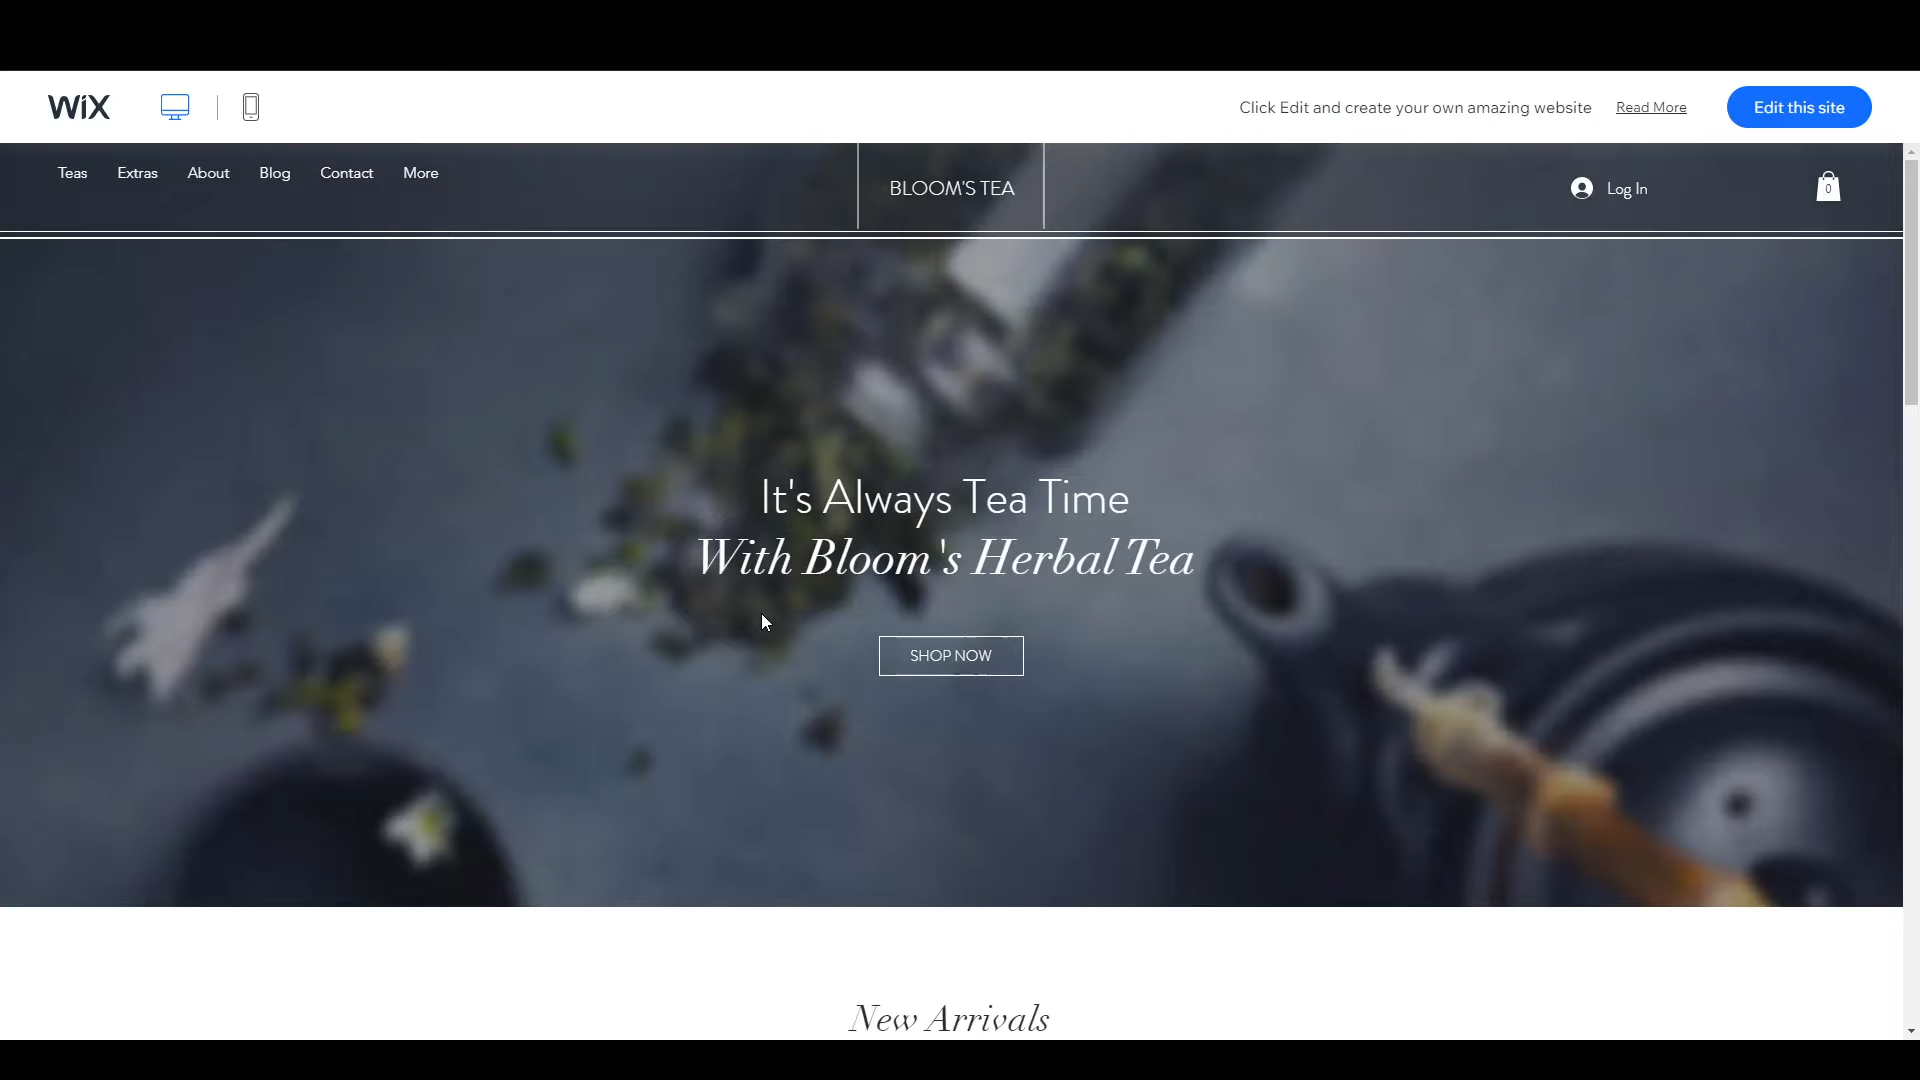 WiX
Click Edit and create your own amazing website Read More Edit this site
Teas Extras About Blog Contact More
BLOOM'S TEA
Log In
0
It's Always Tea Time
With Bloom's Herbal Tea
SHOP NOW
New Arrivals